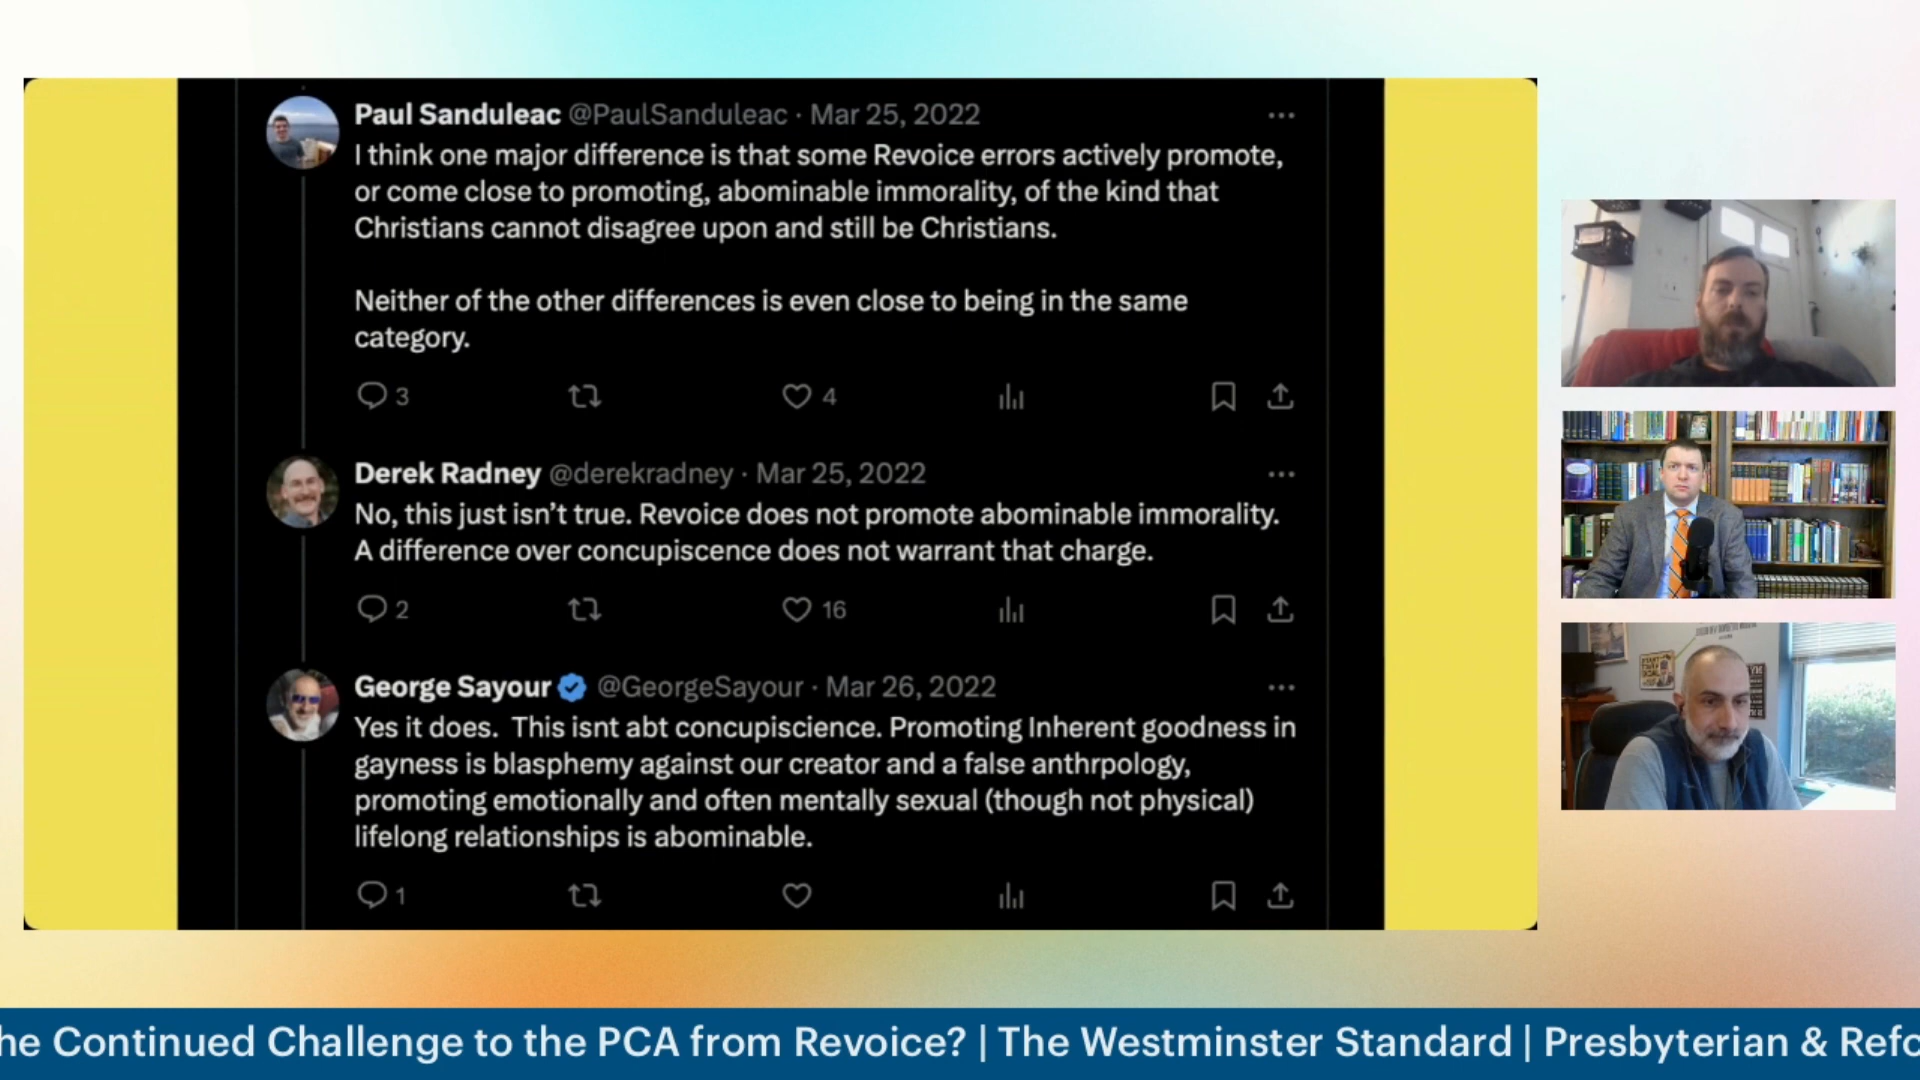 Paul Sanduleac @PaulSanduleac · Mar 25, 2022
I think one major difference is that some Revoice errors actively promote,
or come close to promoting, abominable immorality, of the kind that
Christians cannot disagree upon and still be Christians.
Neither of the other differences is even close to being in the same
category.
3 4
Derek Radney @derekradney · Mar 25, 2022
No, this just isn't true. Revoice does not promote abominable immorality.
A difference over concupiscence does not warrant that charge.
2 16
George Sayour @GeorgeSayour · Mar 26, 2022
Yes it does.  This isnt abt concupiscience. Promoting Inherent goodness in
gayness is blasphemy against our creator and a false anthrpology,
promoting emotionally and often mentally sexual (though not physical)
lifelong relationships is abominable.
1
he Continued Challenge to the PCA from Revoice? | The Westminster Standard | Presbyterian & Refo